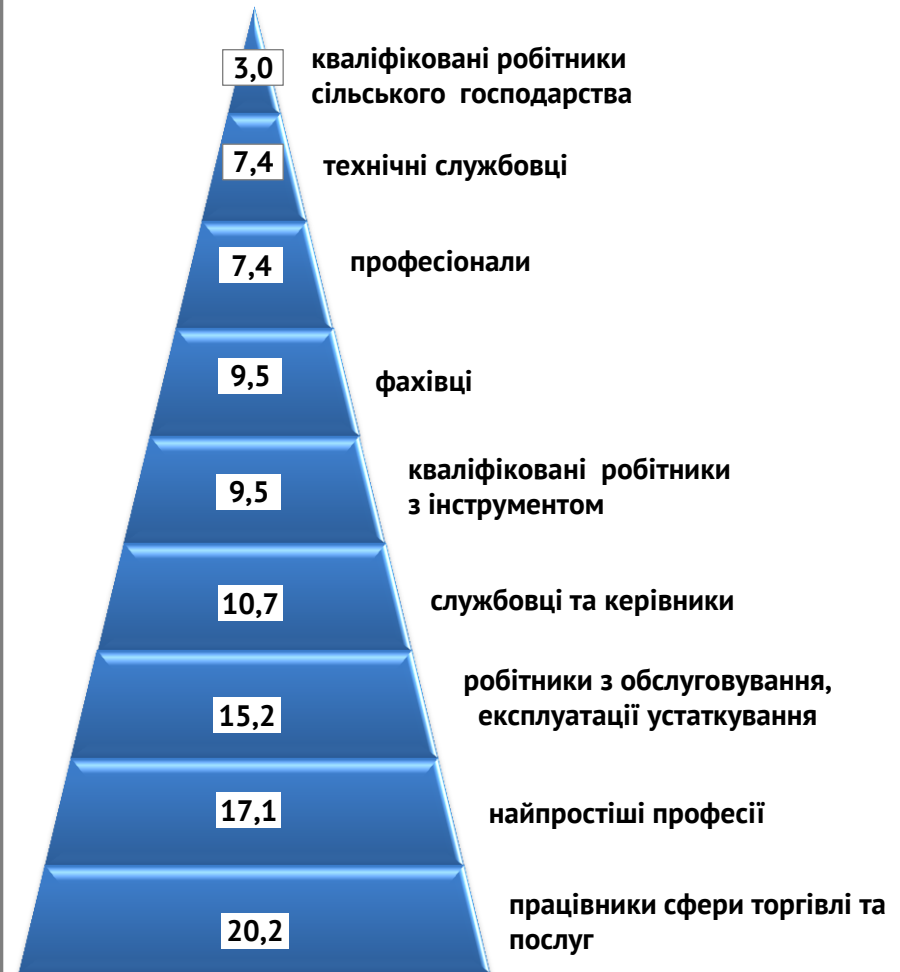 3,0
кваліфіковані робітники
сільського господарства
7,4
технічні службовці
7,4
професіонали
9,5
фахівці
9,5
кваліфіковані робітники
з інструментом
10,7
службовці та керівники
15,2
робітники з обслуговування,
експлуатації устаткування
17,1
найпростіші професії
20,2
працівники сфери торгівлі та
послуг